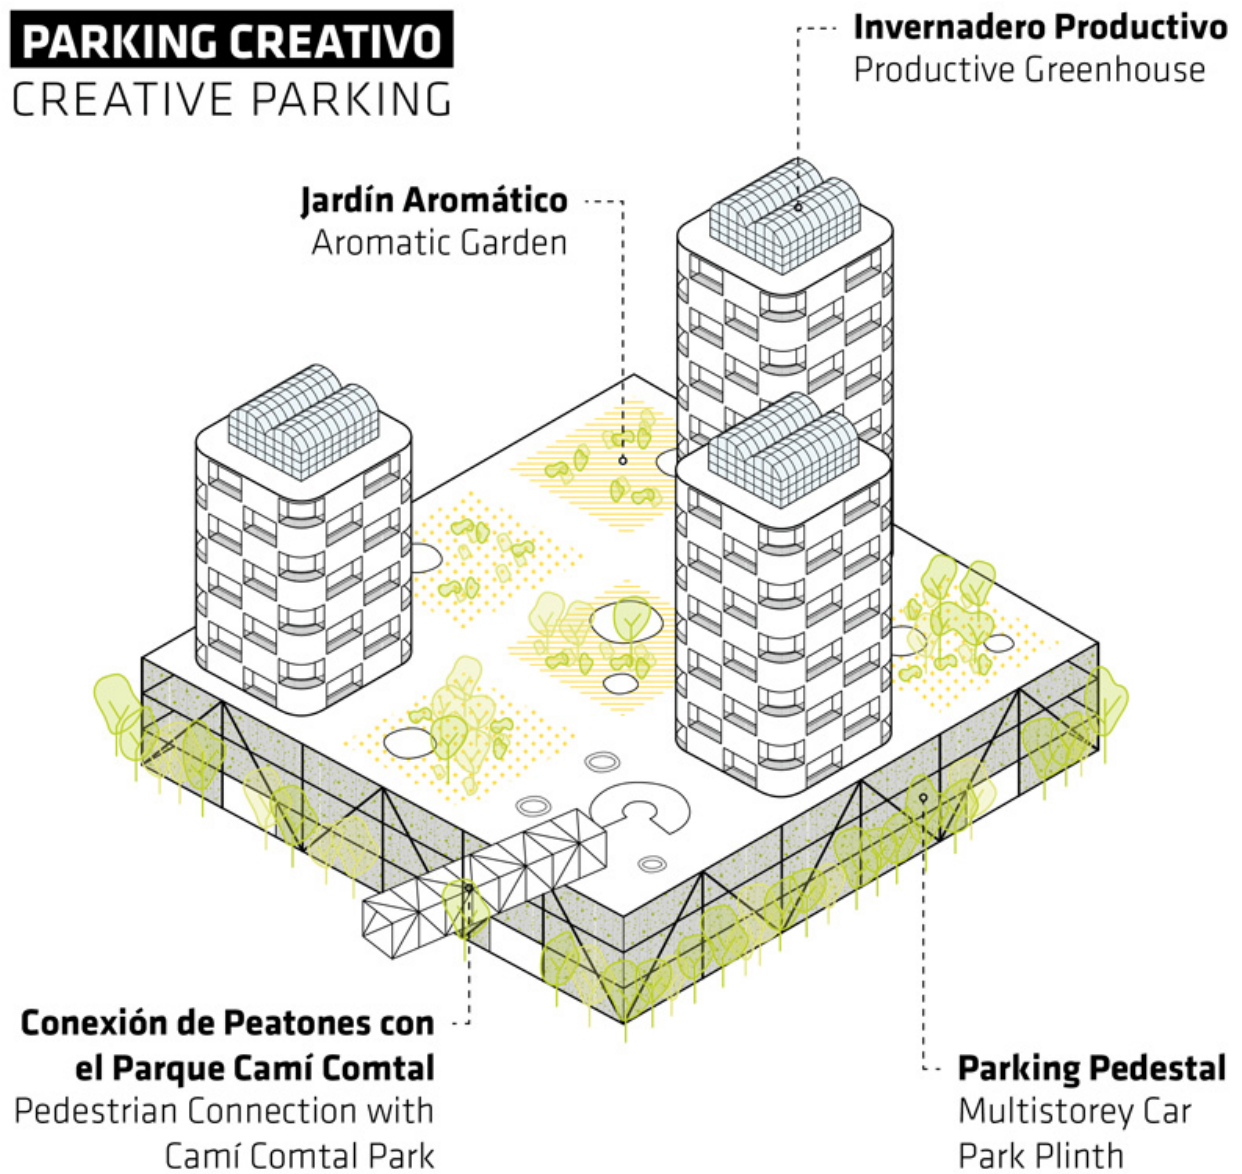 PARKING CREATIVO
CREATIVE PARKING
Invernadero Productivo
Productive Greenhouse
Jardín Aromático
Aromatic Garden
Conexión de Peatones con
el Parque Camí Comtal
Pedestrian Connection with
Camí Comtal Park
Parking Pedestal
Multistorey Car
Park Plinth